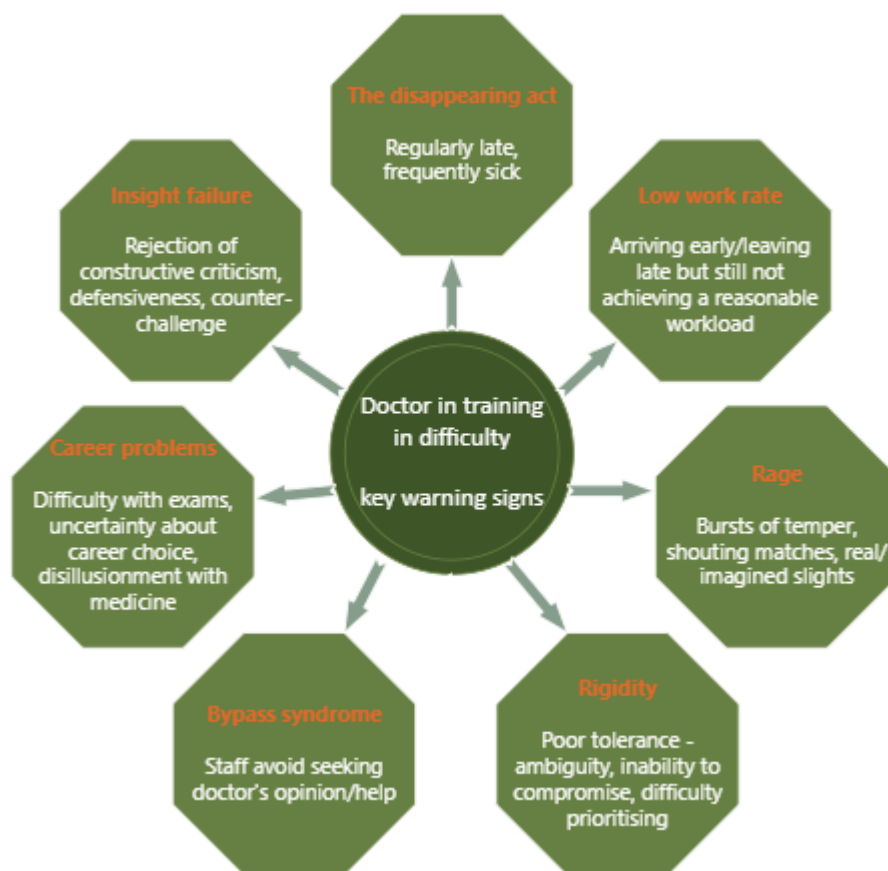 Doctor in training
in difficulty
key warning signs
The disappearing act
Regularly late,
frequently sick
Low work rate
Arriving early/leaving
late but still not
achieving a reasonable
workload
Rage
Bursts of temper,
shouting matches, real/
imagined slights
Rigidity
Poor tolerance -
ambiguity, inability to
compromise, difficulty
prioritising
Bypass syndrome
Staff avoid seeking
doctor's opinion/help
Career problems
Difficulty with exams,
uncertainty about
career choice,
disillusionment with
medicine
Insight failure
Rejection of
constructive criticism,
defensiveness, counter-
challenge